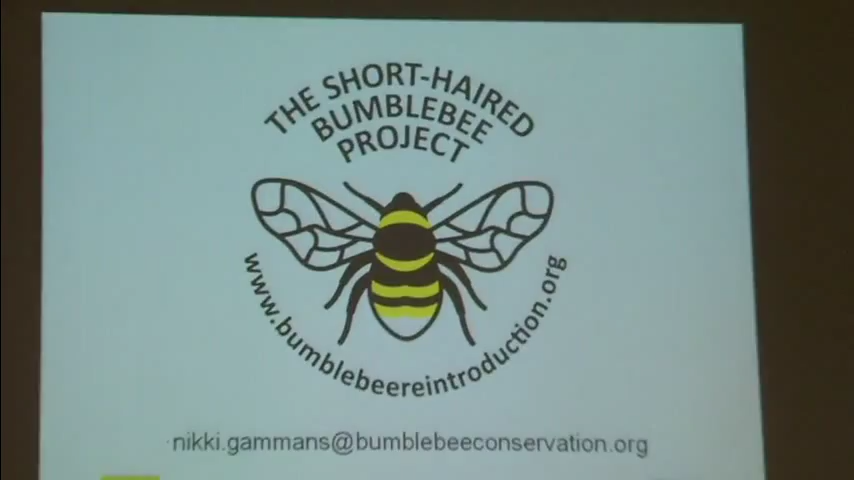 THE SHORT-HAIRED
BUMBLEBEE
PROJECT
www.bumblebeereintroduction.org
nikki.gammans@bumblebeeconservation.org